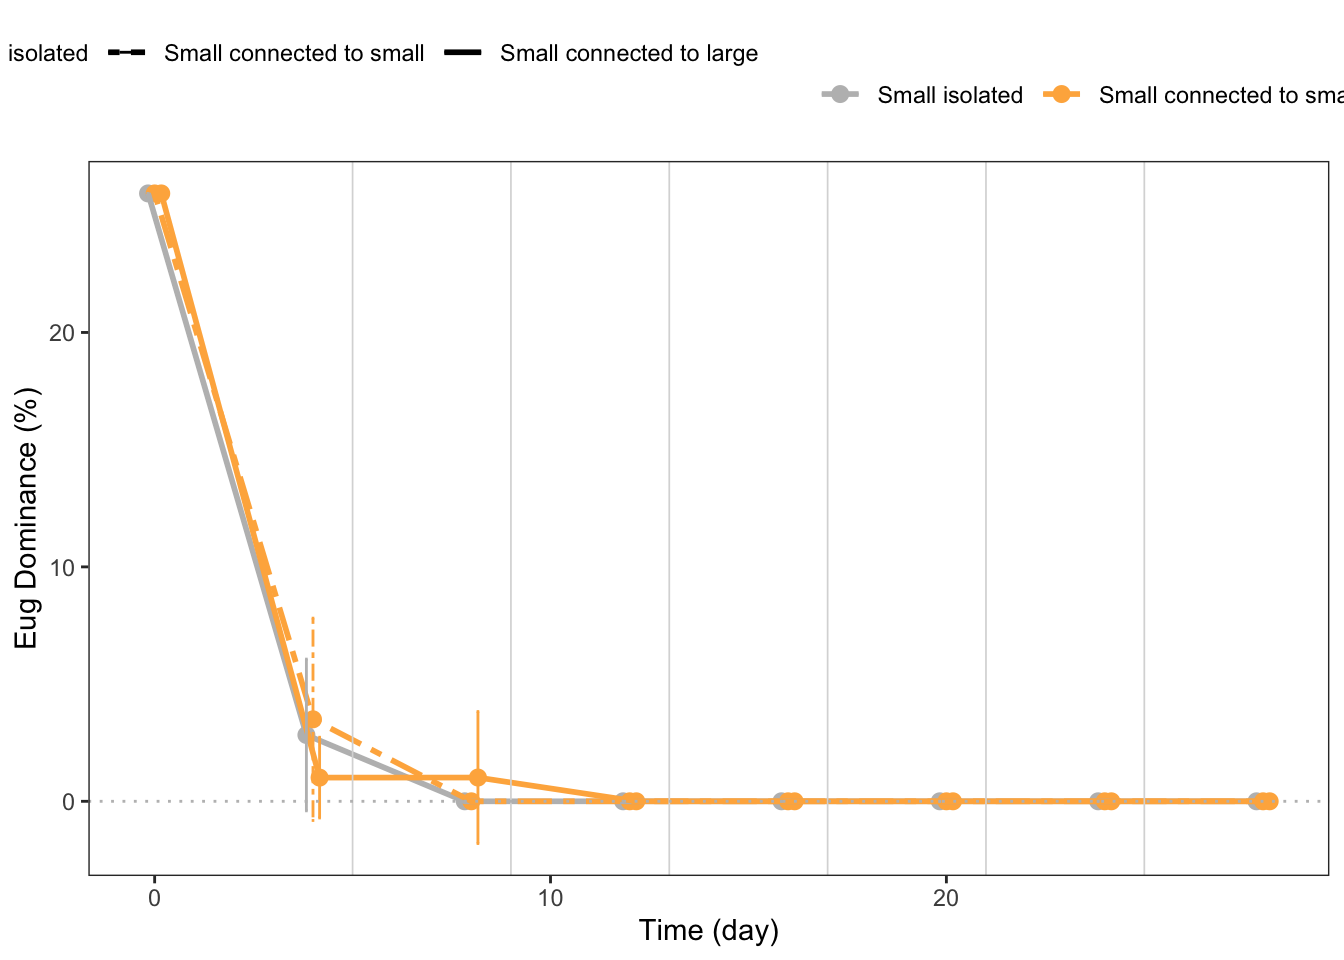 isolated Small connected to small Small connected to large
Small isolated Small connected to
Eug Dominance (%)
20
10
0
0 10 20
Time (day)